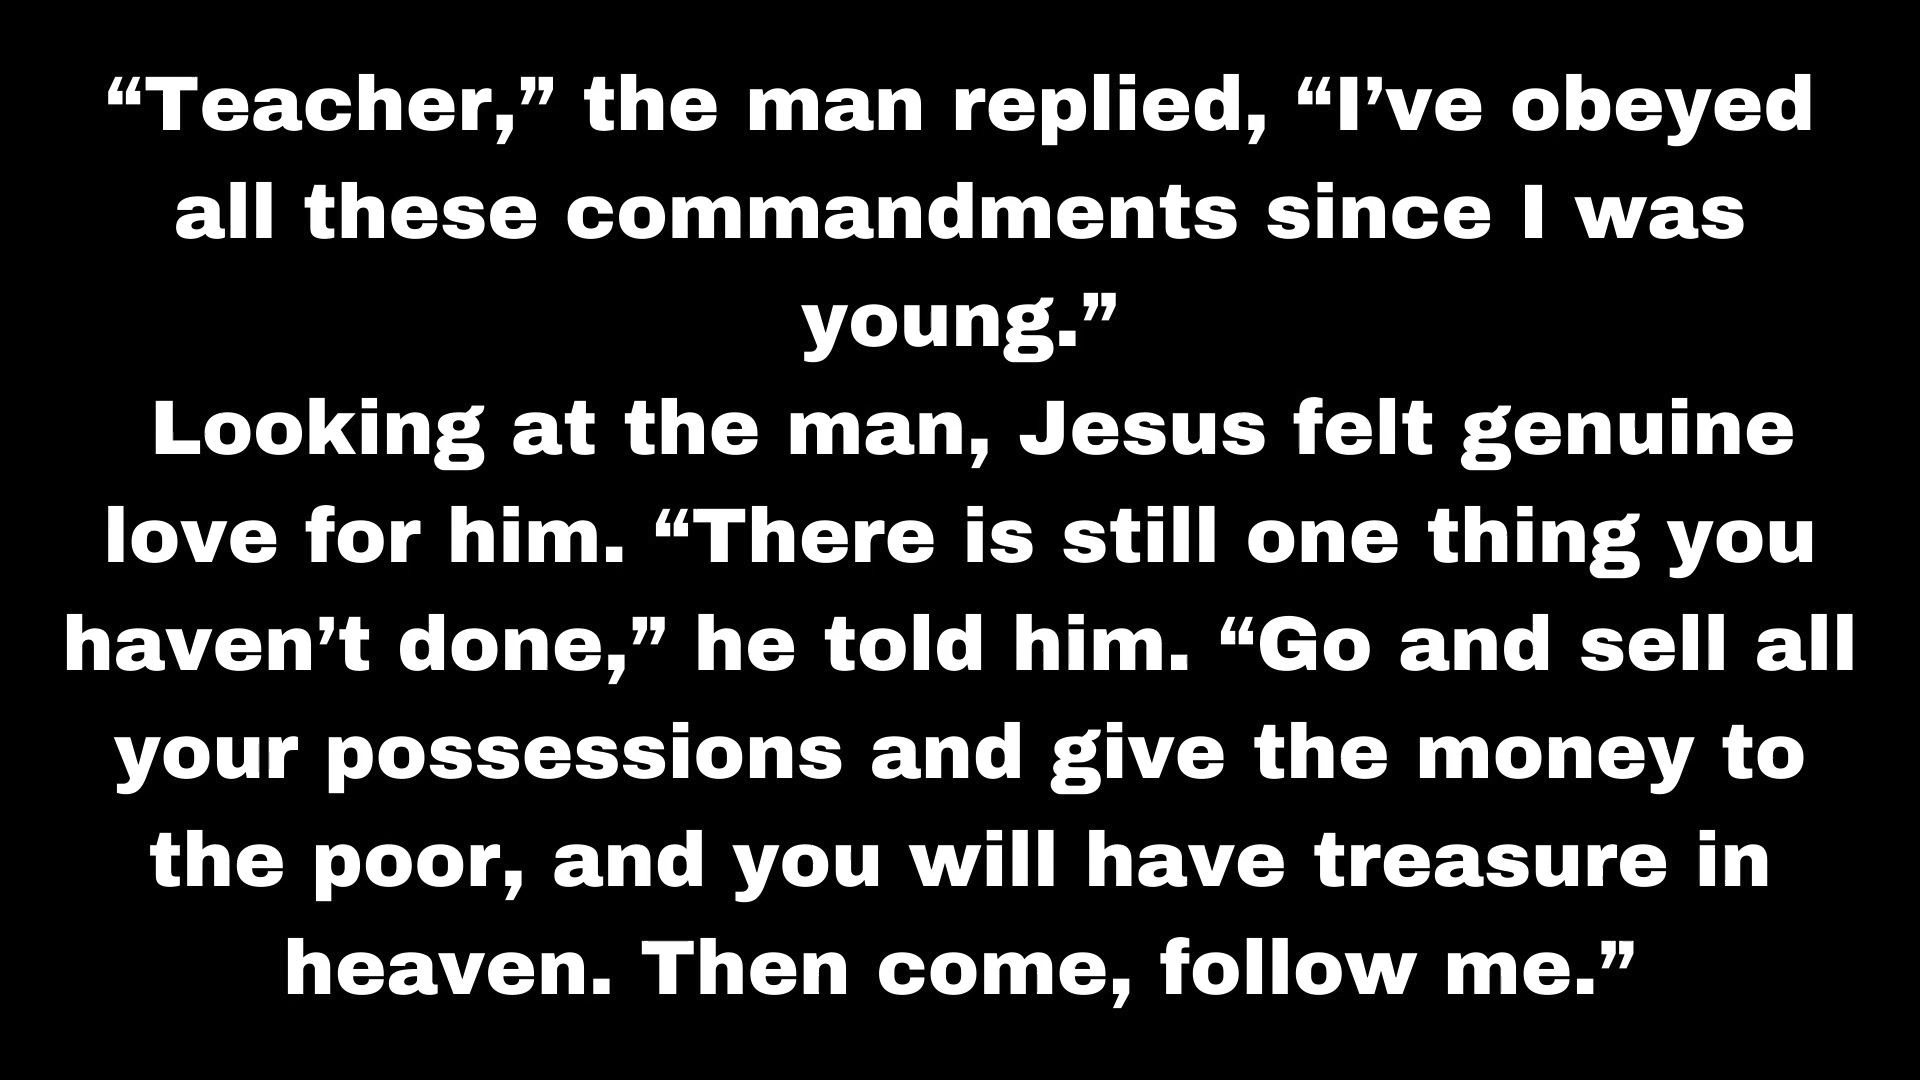 “Teacher,” the man replied, “I’ve obeyed
all these commandments since I was
young.”
Looking at the man, Jesus felt genuine
love for him. “There is still one thing you
haven’t done,” he told him. “Go and sell all
your possessions and give the money to
the poor, and you will have treasure in
heaven. Then come, follow me.”